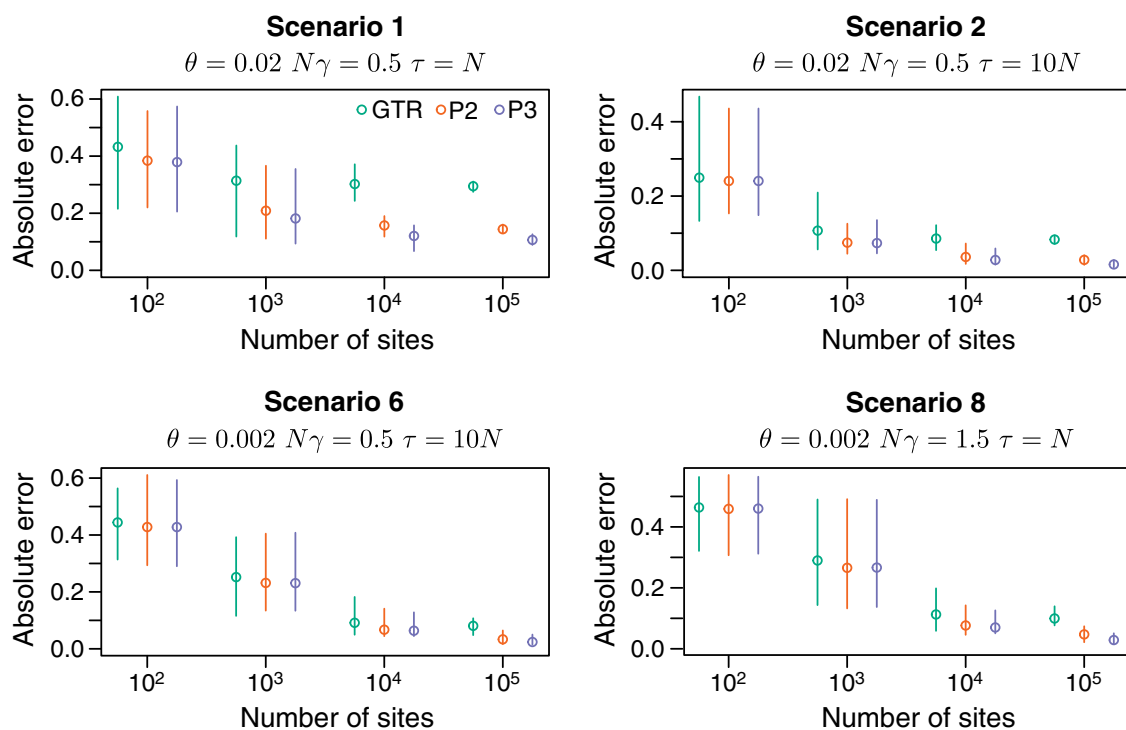 Scenario 1
θ = 0.02 Nγ = 0.5 τ = N
Absolute error
0.6
0.4
0.2
0.0
GTR P2 P3
10² 10³ 10⁴ 10⁵
Number of sites
Scenario 2
θ = 0.02 Nγ = 0.5 τ = 10N
Absolute error
0.4
0.2
0.0
10² 10³ 10⁴ 10⁵
Number of sites
Scenario 6
θ = 0.002 Nγ = 0.5 τ = 10N
Absolute error
0.6
0.4
0.2
0.0
10² 10³ 10⁴ 10⁵
Number of sites
Scenario 8
θ = 0.002 Nγ = 1.5 τ = N
Absolute error
0.4
0.2
0.0
10² 10³ 10⁴ 10⁵
Number of sites